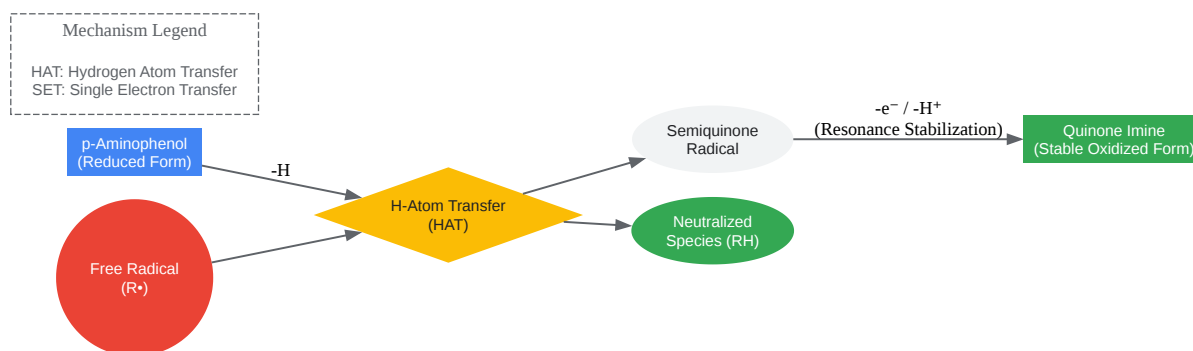 Mechanism Legend
HAT: Hydrogen Atom Transfer
SET: Single Electron Transfer
p-Aminophenol
(Reduced Form)
-H
Free Radical
(R•)
H-Atom Transfer
(HAT)
Semiquinone
Radical
Neutralized
Species (RH)
-e⁻ / -H⁺
(Resonance Stabilization)
Quinone Imine
(Stable Oxidized Form)